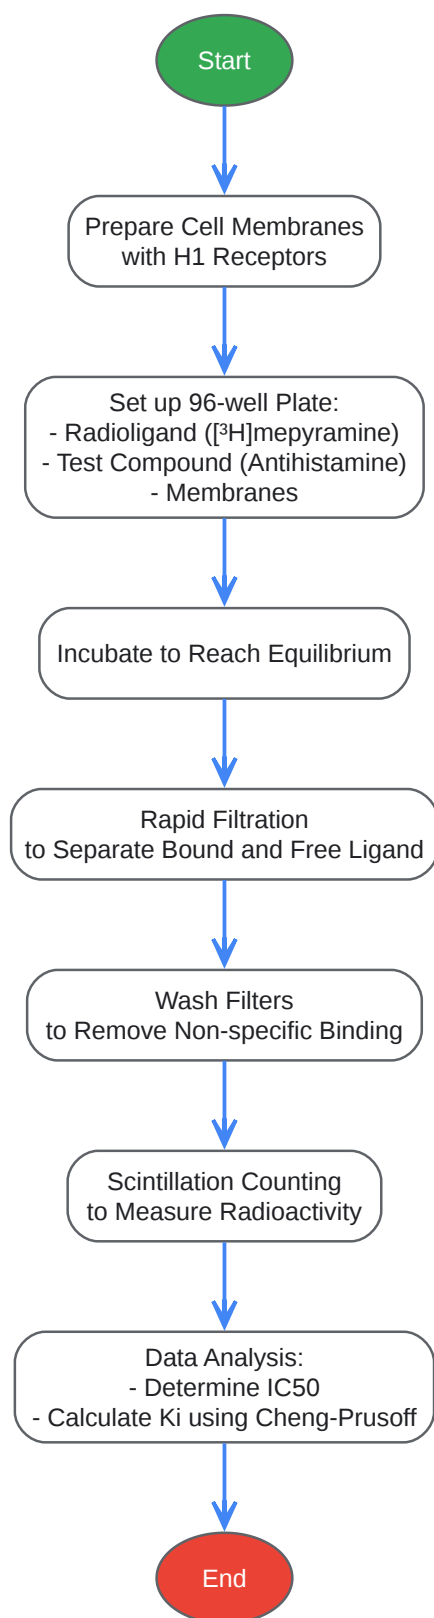 Start
Prepare Cell Membranes
with H1 Receptors
Set up 96-well Plate:
- Radioligand ([³H]mepyramine)
- Test Compound (Antihistamine)
- Membranes
Incubate to Reach Equilibrium
Rapid Filtration
to Separate Bound and Free Ligand
Wash Filters
to Remove Non-specific Binding
Scintillation Counting
to Measure Radioactivity
Data Analysis:
- Determine IC50
- Calculate Ki using Cheng-Prusoff
End